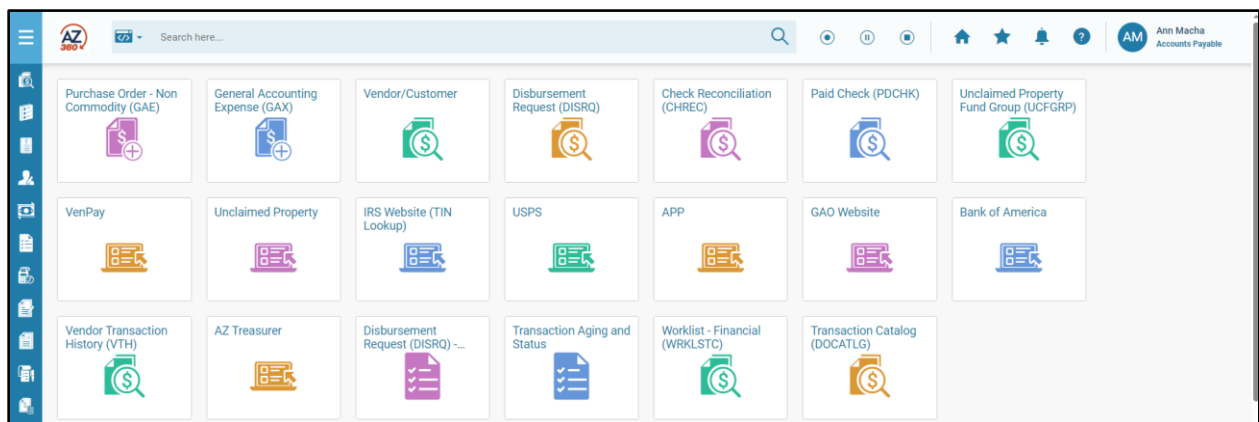 AZ
360
Search here...
AM
Ann Macha
Accounts Payable
Purchase Order - Non
Commodity (GAE)
General Accounting
Expense (GAX)
Vendor/Customer
Disbursement
Request (DISRQ)
Check Reconciliation
(CHREC)
Paid Check (PDCHK)
Unclaimed Property
Fund Group (UCFGRP)
VenPay
Unclaimed Property
IRS Website (TIN
Lookup)
USPS
APP
GAO Website
Bank of America
Vendor Transaction
History (VTH)
AZ Treasurer
Disbursement
Request (DISRQ) -...
Transaction Aging and
Status
Worklist - Financial
(WRKLSTC)
Transaction Catalog
(DOCATLG)